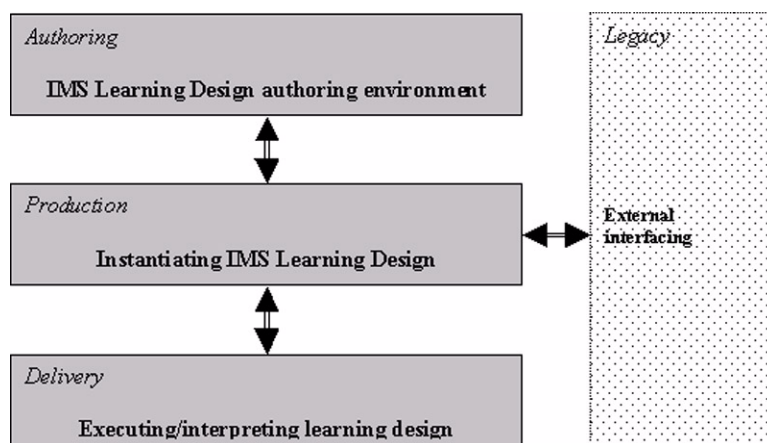 Authoring
IMS Learning Design authoring environment
Production
Instantiating IMS Learning Design
Delivery
Executing/interpreting learning design
Legacy
External
interfacing